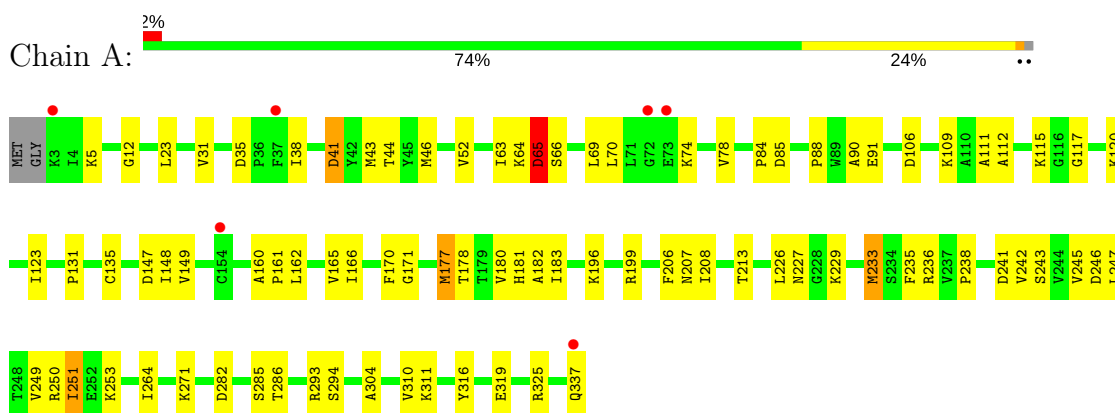 2%
Chain A:
74% 24% ••
MET GLY K3 I4 K5 G12 L23 V31 D35 P36 F37 I38 D41 Y42 M43 T44 Y45 M46 V52 I63 K64 D65 S66 L69 L70 L71 G72 E73 K74 V78 P84 D85 P88 W89 A90 E91 D106 K109 A110 A111 A112 K115 G116 G117
I123 P131 C135 D147 I148 V149 C154 A160 P161 L162 V165 I166 F170 G171 M177 T178 T179 V180 H181 A182 I183 K196 R199 F206 N207 I208 T213 L226 N227 G228 K229 M233 S234 F235 R236 V237 P238 D241 V242 S243 V244 V245 D246
T248 V249 R250 I251 E252 K253 I264 K271 D282 S285 T286 R293 S294 A304 V310 K311 Y316 E319 R325 Q337